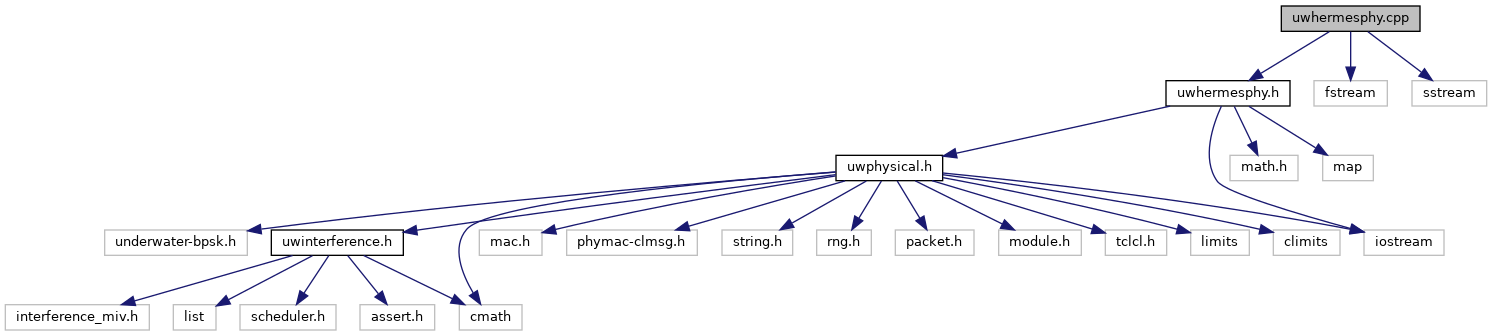 uwhermesphy.cpp
uwhermesphy.h
fstream
sstream
uwphysical.h
math.h
map
underwater-bpsk.h
uwinterference.h
mac.h
phymac-clmsg.h
string.h
rng.h
packet.h
module.h
tclcl.h
limits
climits
iostream
interference_miv.h
list
scheduler.h
assert.h
cmath